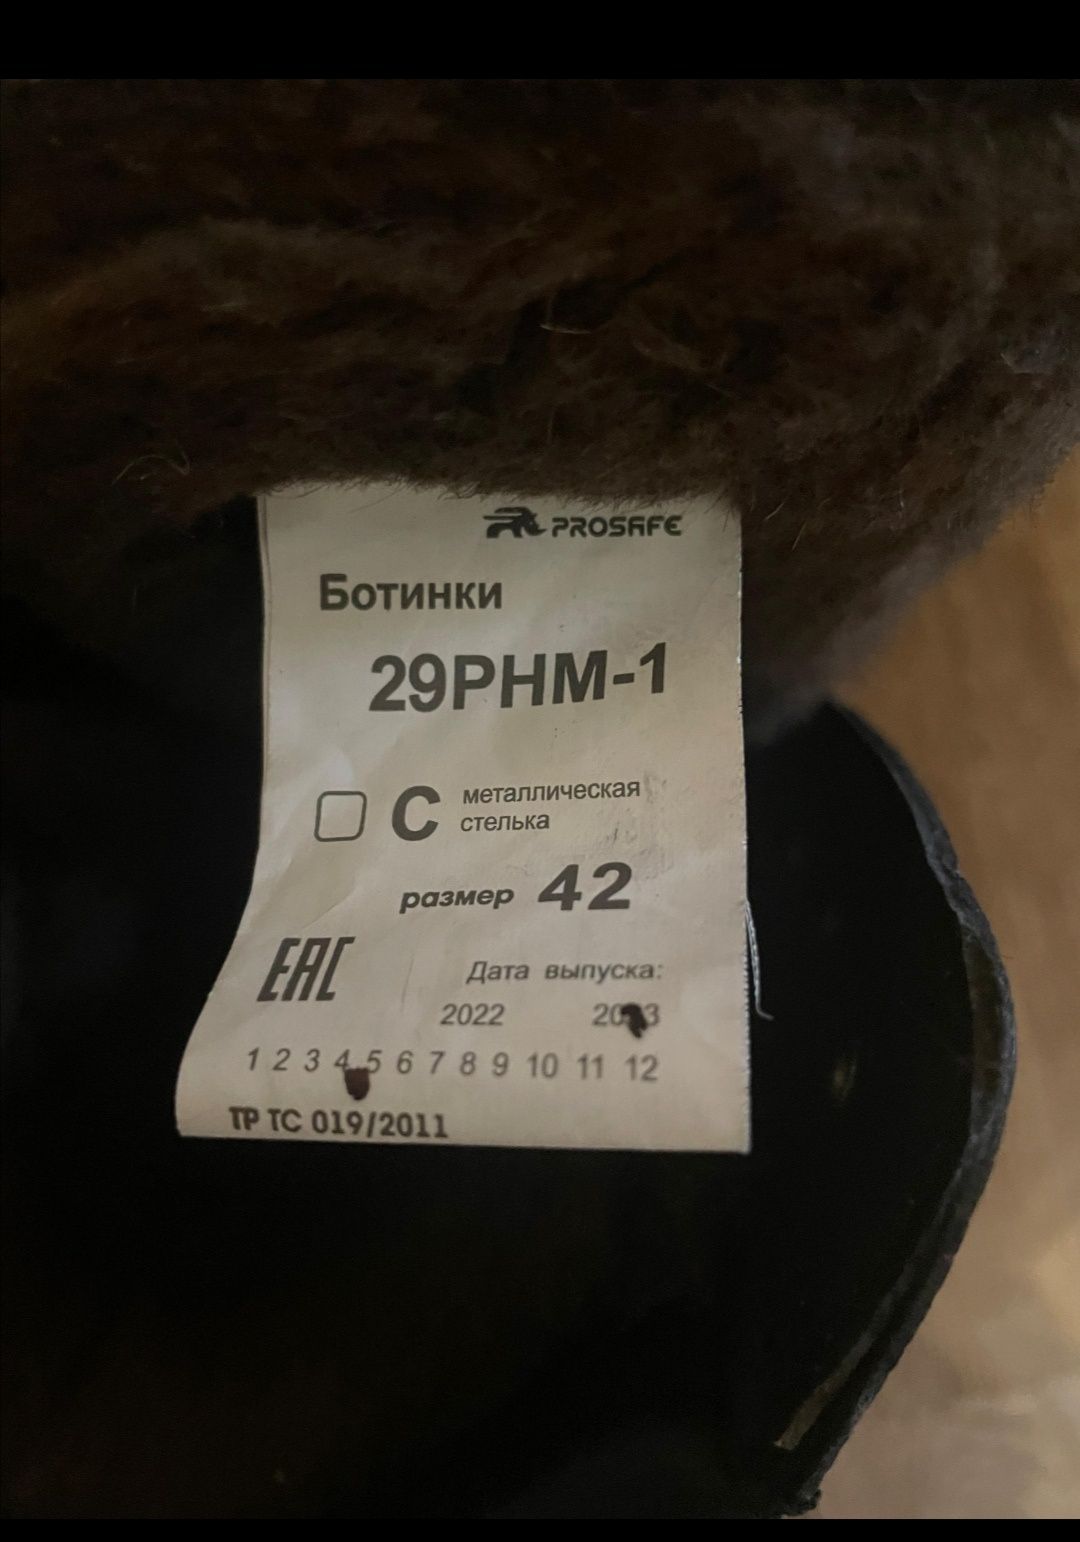 PROSAFE
Ботинки
29РНМ-1
С металлическая
стелька
размер 42
EAC
Дата выпуска:
2022 2023
1 2 3 4 5 6 7 8 9 10 11 12
ТР ТС 019/2011